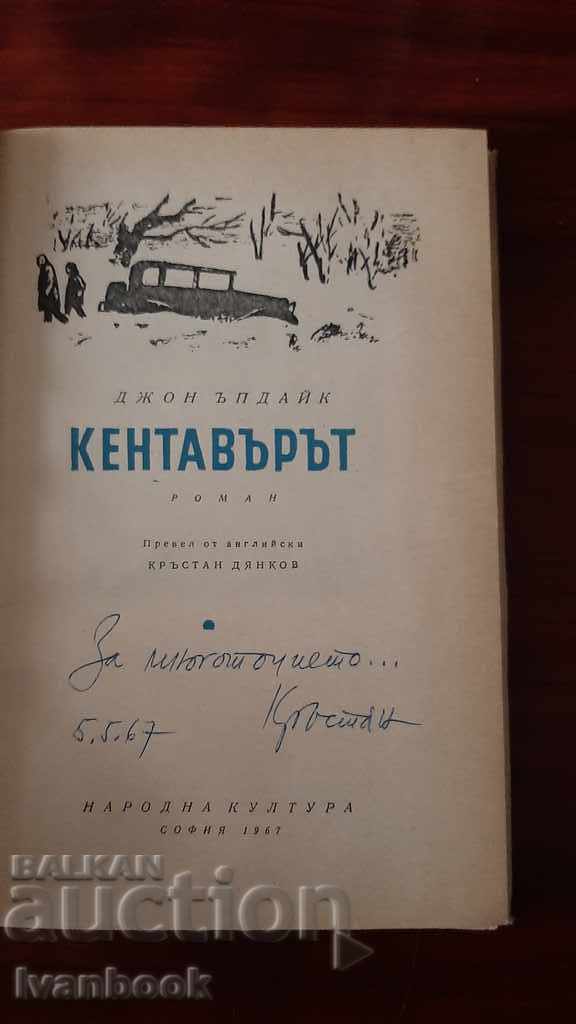 ДЖОН ЪПДАЙК
КЕНТАВЪРЪТ
РОМАН
Превел от английски
КРЪСТАН ДЯНКОВ
За многоточието...
5.5.67 Кръстан
НАРОДНА КУЛТУРА
СОФИЯ 1967
BALKAN
auction
Ivanbook